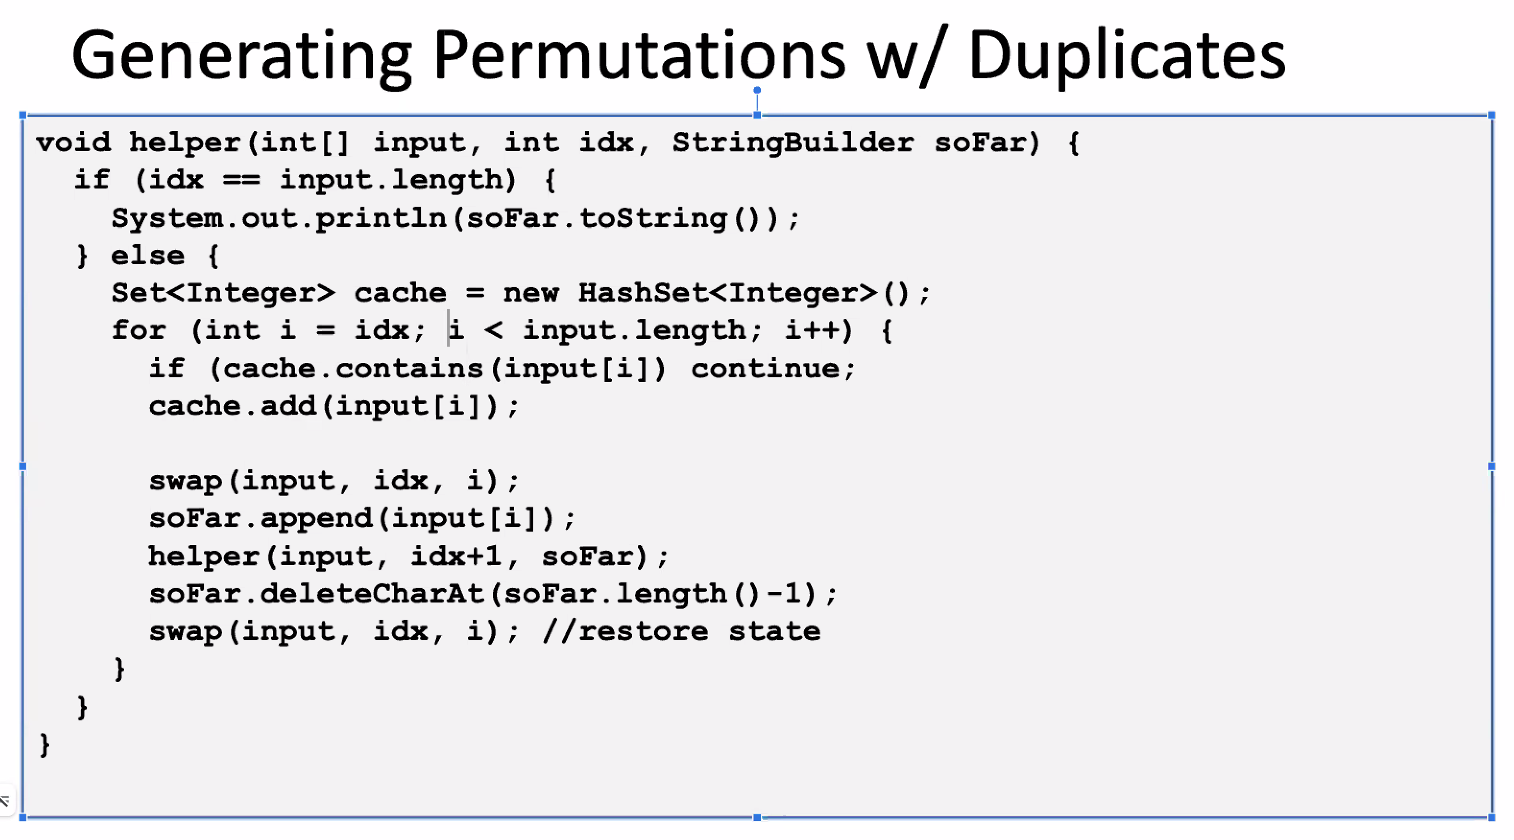 Generating Permutations w/ Duplicates
void helper(int[] input, int idx, StringBuilder soFar) {
  if (idx == input.length) {
    System.out.println(soFar.toString());
  } else {
    Set<Integer> cache = new HashSet<Integer>();
    for (int i = idx; i < input.length; i++) {
      if (cache.contains(input[i]) continue;
      cache.add(input[i]);

      swap(input, idx, i);
      soFar.append(input[i]);
      helper(input, idx+1, soFar);
      soFar.deleteCharAt(soFar.length()-1);
      swap(input, idx, i); //restore state
    }
  }
}